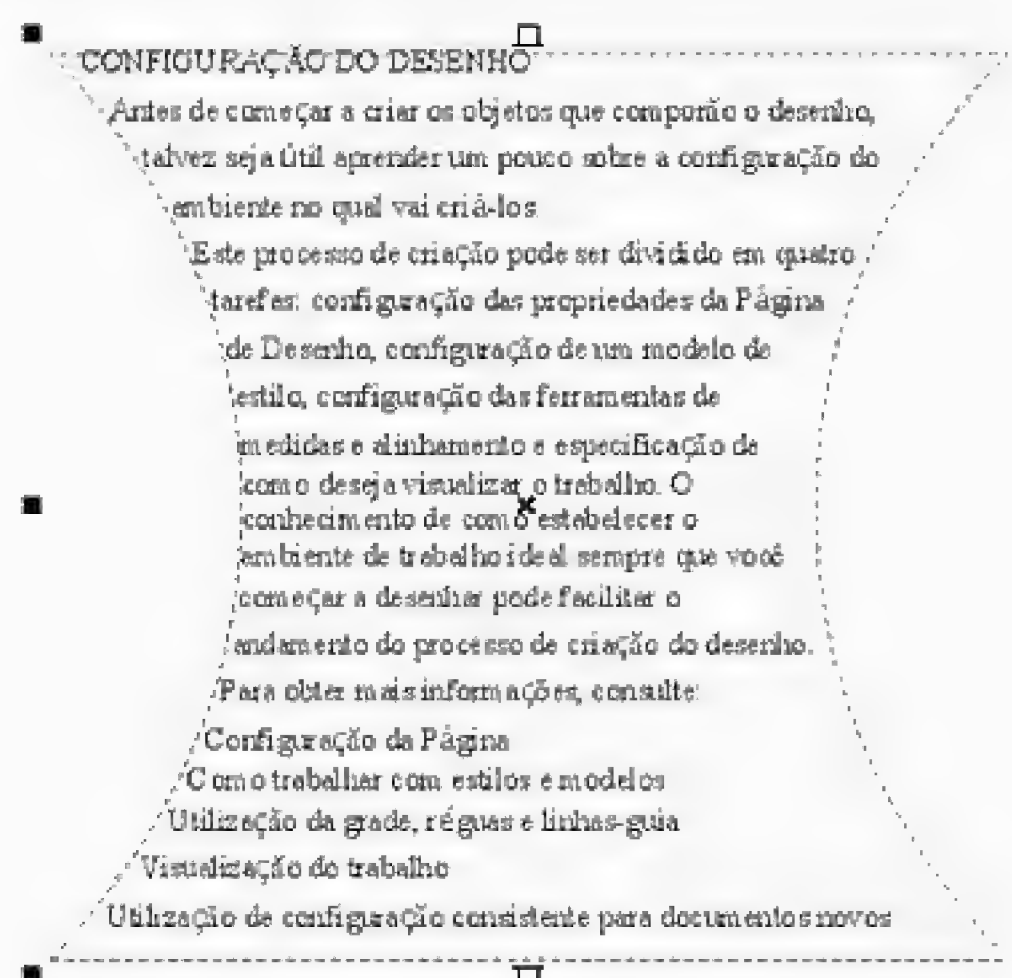 CONFIGURAÇÃO DO DESENHO
Antes de começar a criar os objetos que comporão o desenho,
talvez seja útil aprender um pouco sobre a configuração do
ambiente no qual vai criá-los
Este processo de criação pode ser dividido em quatro
tarefas: configuração das propriedades da Página
de Desenho, configuração de um modelo de
estilo, configuração das ferramentas de
medidas e alinhamento e especificação de
como deseja visualizar o trabalho. O
conhecimento de como estabelecer o
ambiente de trabalho ideal sempre que você
começar a desenhar pode facilitar o
andamento do processo de criação do desenho.
Para obter mais informações, consulte:
Configuração da Página
Como trabalhar com estilos e modelos
Utilização da grade, réguas e linhas-guia
Visualização do trabalho
Utilização de configuração consistente para documentos novos